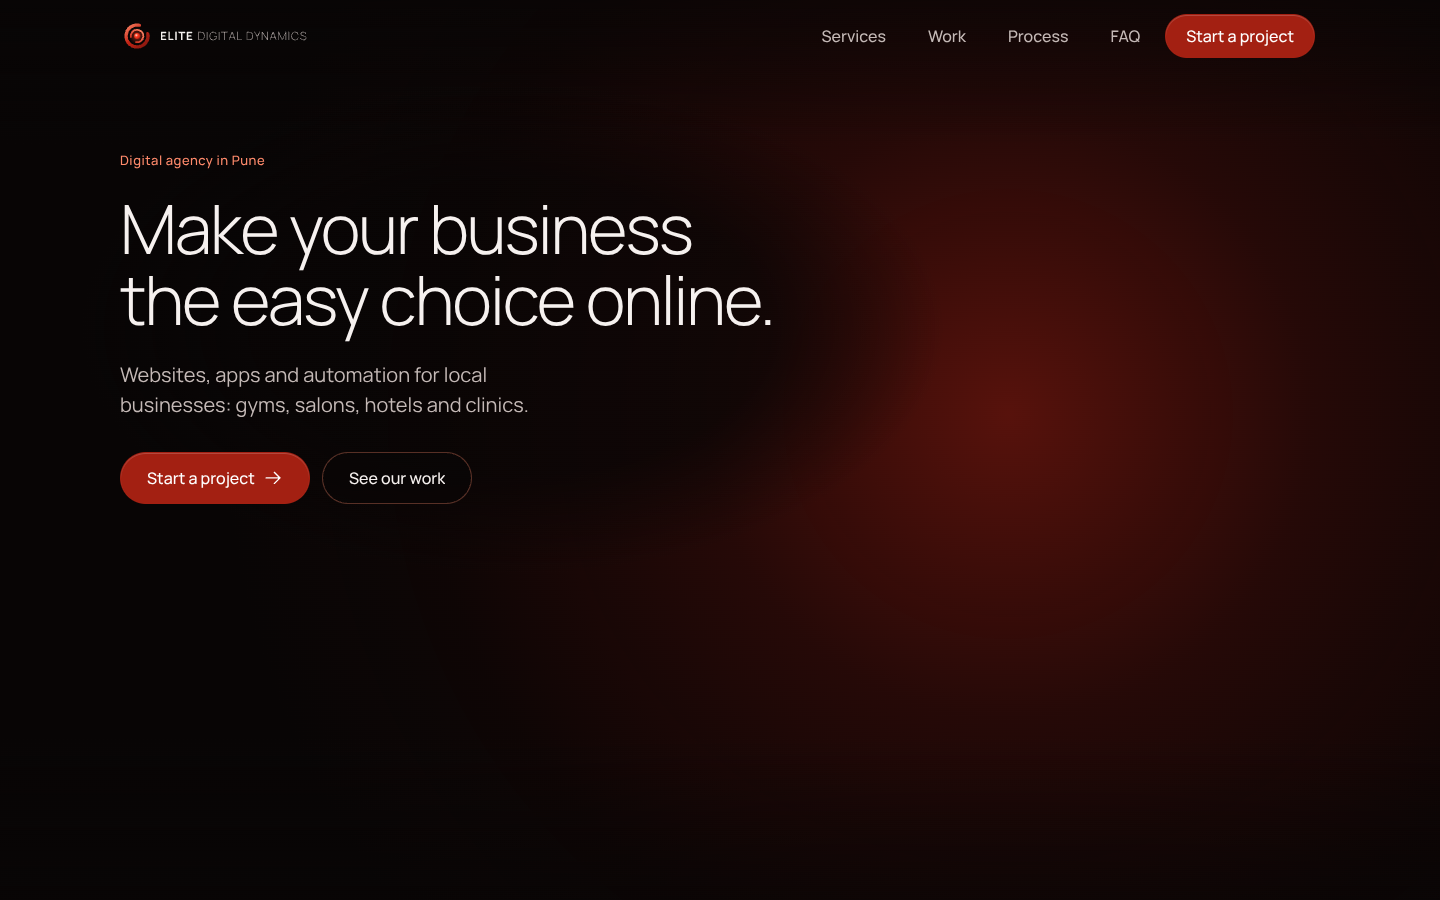 ELITE DIGITAL DYNAMICS
Services
Work
Process
FAQ
Start a project
Digital agency in Pune
Make your business
the easy choice online.
Websites, apps and automation for local
businesses: gyms, salons, hotels and clinics.
Start a project
See our work